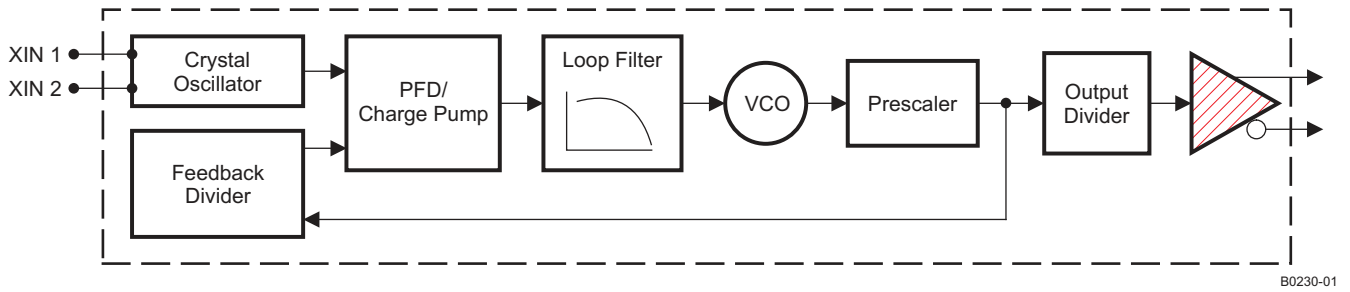 XIN 1
XIN 2
Crystal
Oscillator
Feedback
Divider
PFD/
Charge Pump
Loop Filter
VCO
Prescaler
Output
Divider
B0230-01